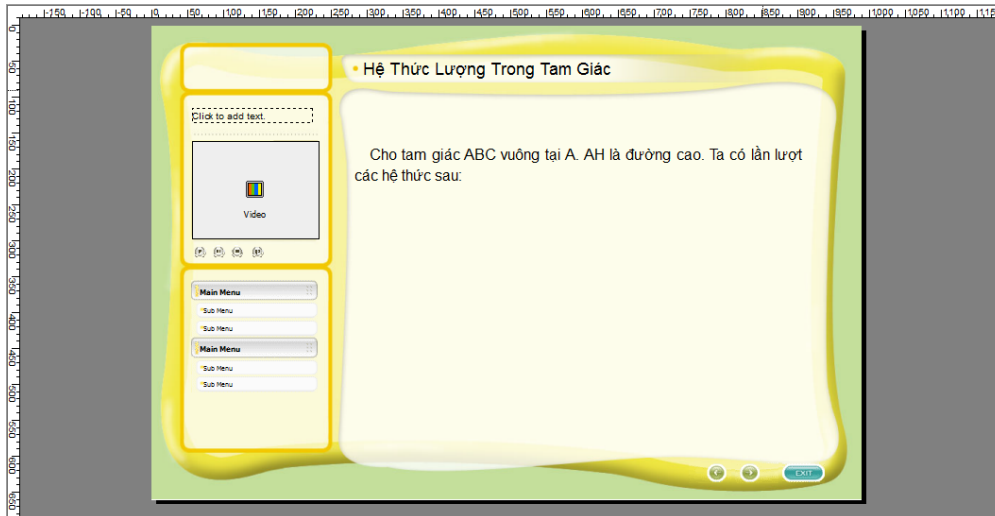 Hệ Thức Lượng Trong Tam Giác
Click to add text.
Video
Main Menu
Sub Menu
Sub Menu
Main Menu
Sub Menu
Sub Menu
Cho tam giác ABC vuông tại A. AH là đường cao. Ta có lần lượt
các hệ thức sau:
EXIT